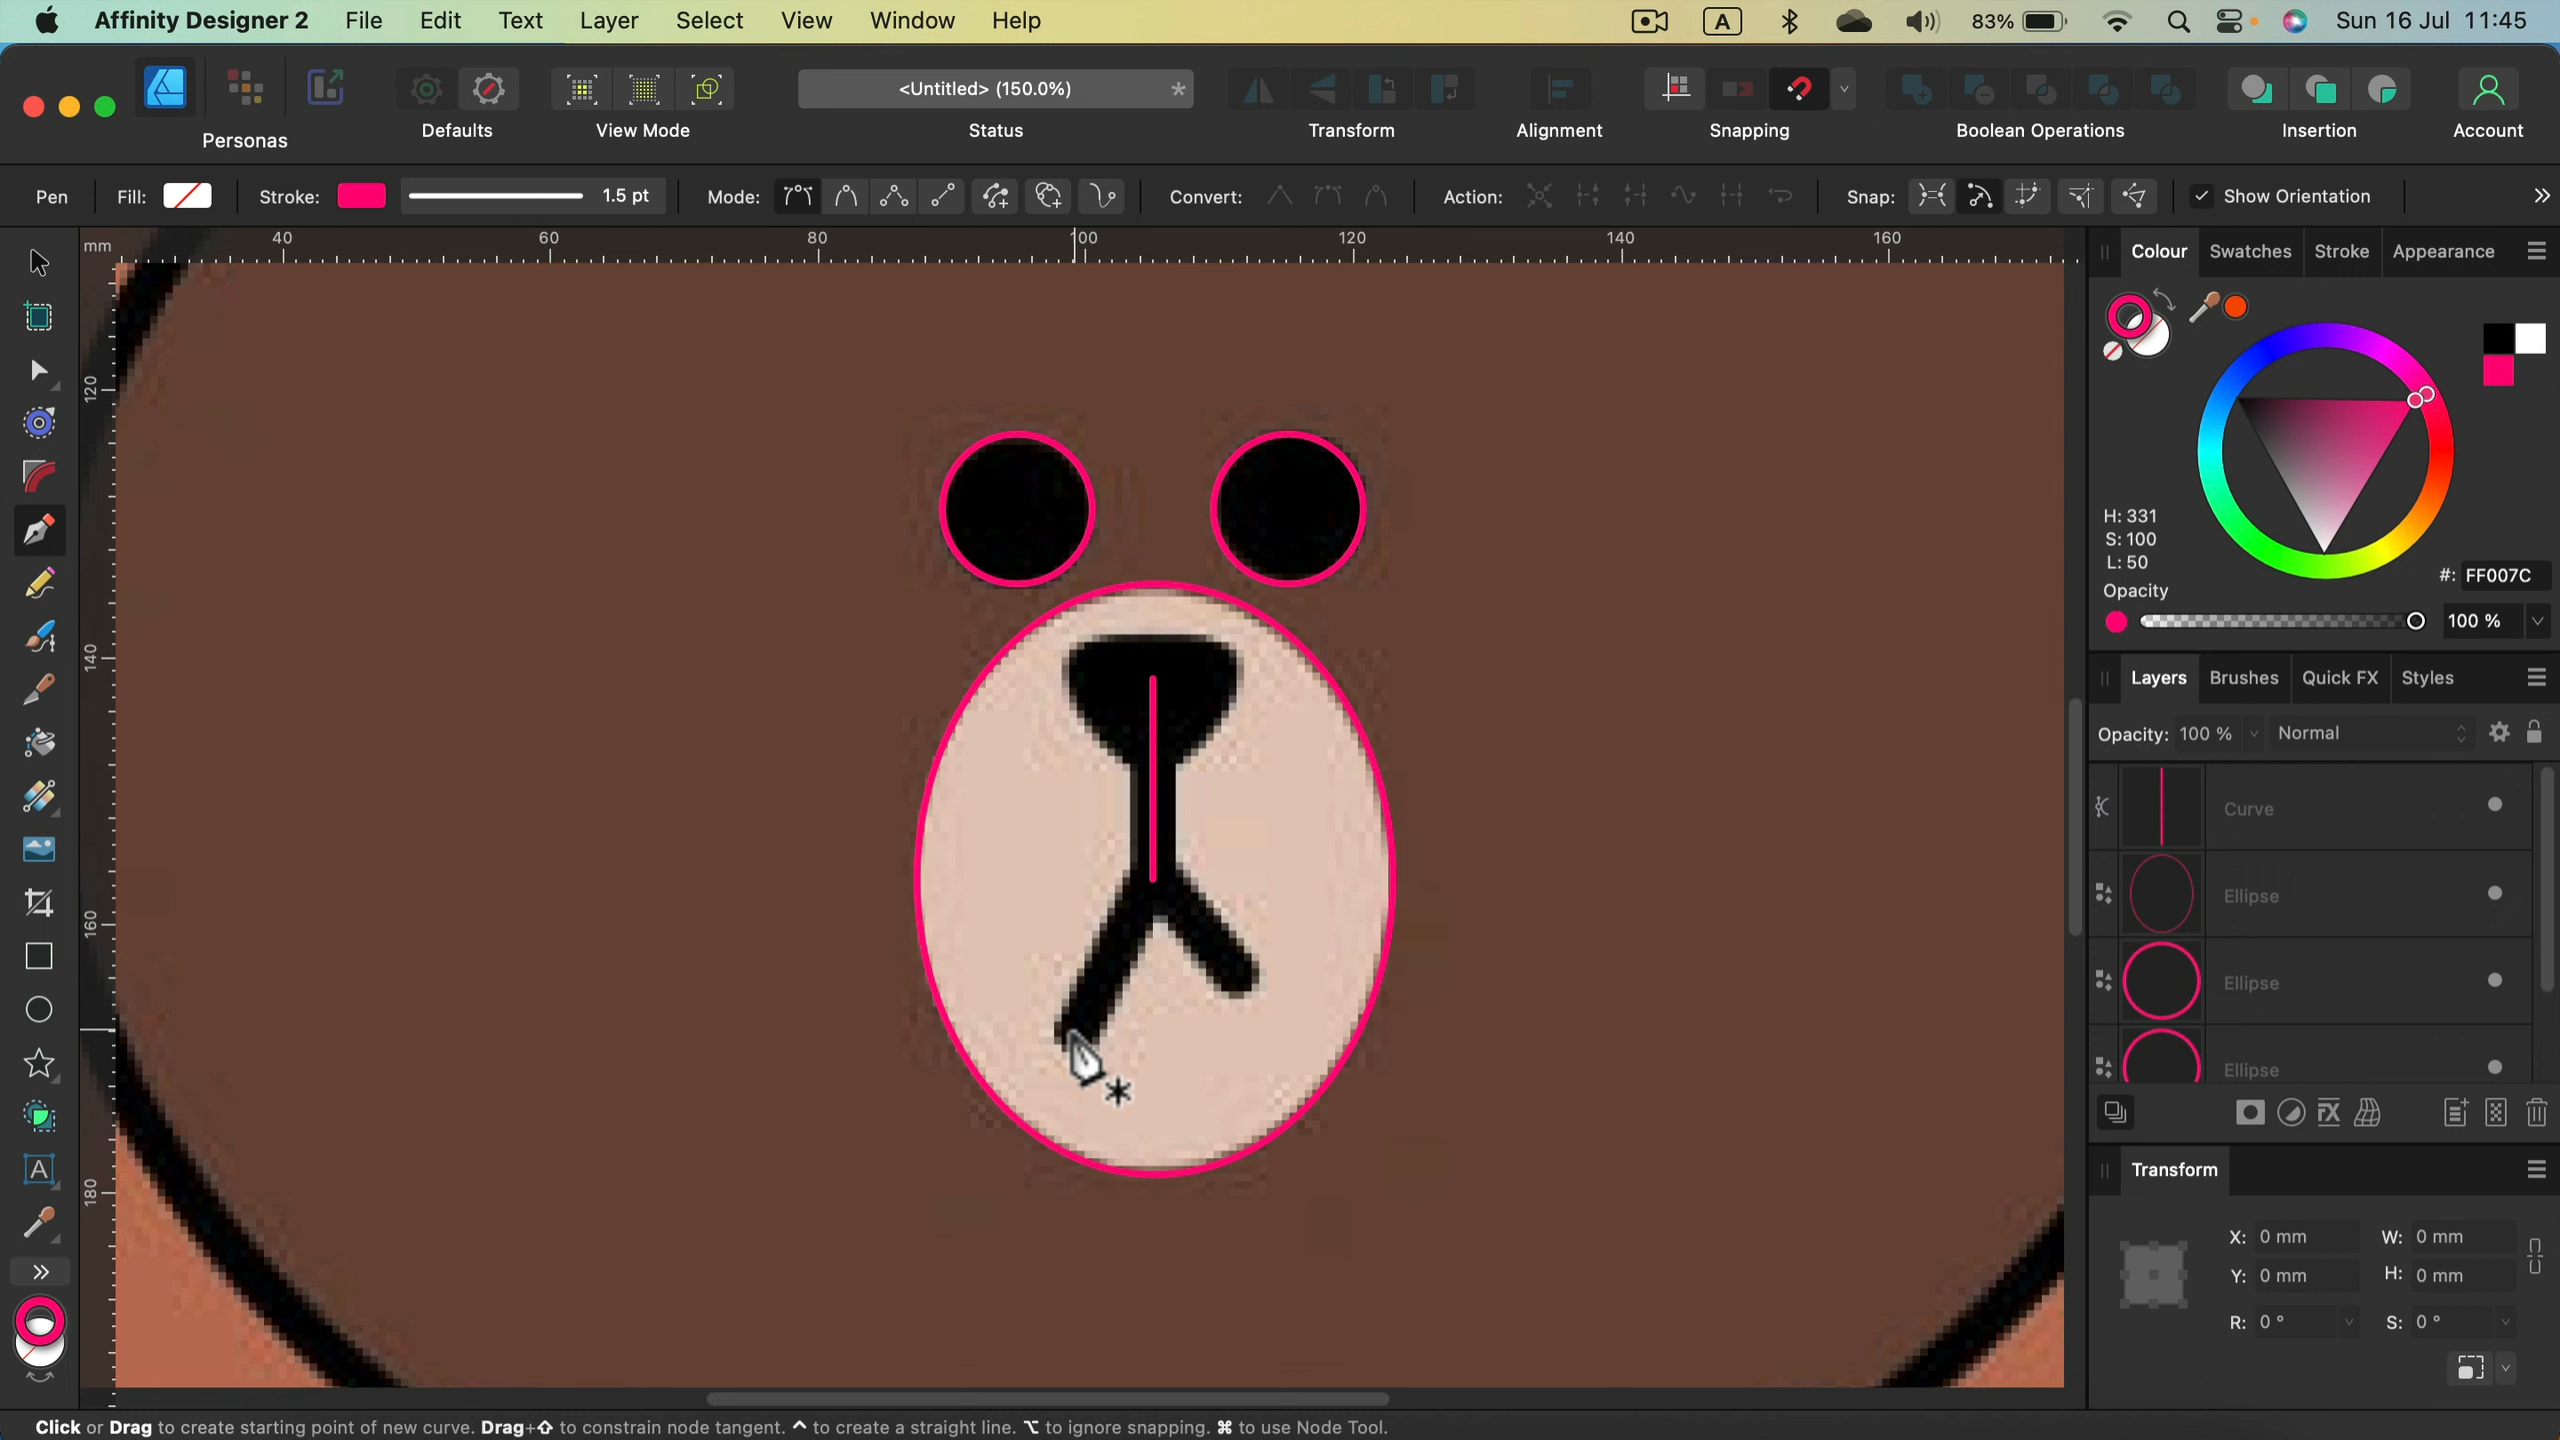 Affinity Designer 2 File Edit Text Layer Select View Window Help A 83% Sun 16 Jul 11:45
<Untitled> (150.0%) *
Personas Defaults View Mode Status Transform Alignment Snapping Boolean Operations Insertion Account
Pen Fill: Stroke: 1.5 pt Mode: Convert: Action: Snap: Show Orientation
mm 40 60 80 100 120 140 160
120
140
160
180
Colour Swatches Stroke Appearance
H: 331
S: 100
L: 50
#: FF007C
Opacity
100 %
Layers Brushes Quick FX Styles
Opacity: 100 % Normal
Curve
Ellipse
Ellipse
Ellipse
FX
Transform
X: 0 mm W: 0 mm
Y: 0 mm H: 0 mm
R: 0 ° S: 0 °
A
Click or Drag to create starting point of new curve. Drag+⇧ to constrain node tangent. ^ to create a straight line. ⌥ to ignore snapping. ⌘ to use Node Tool.